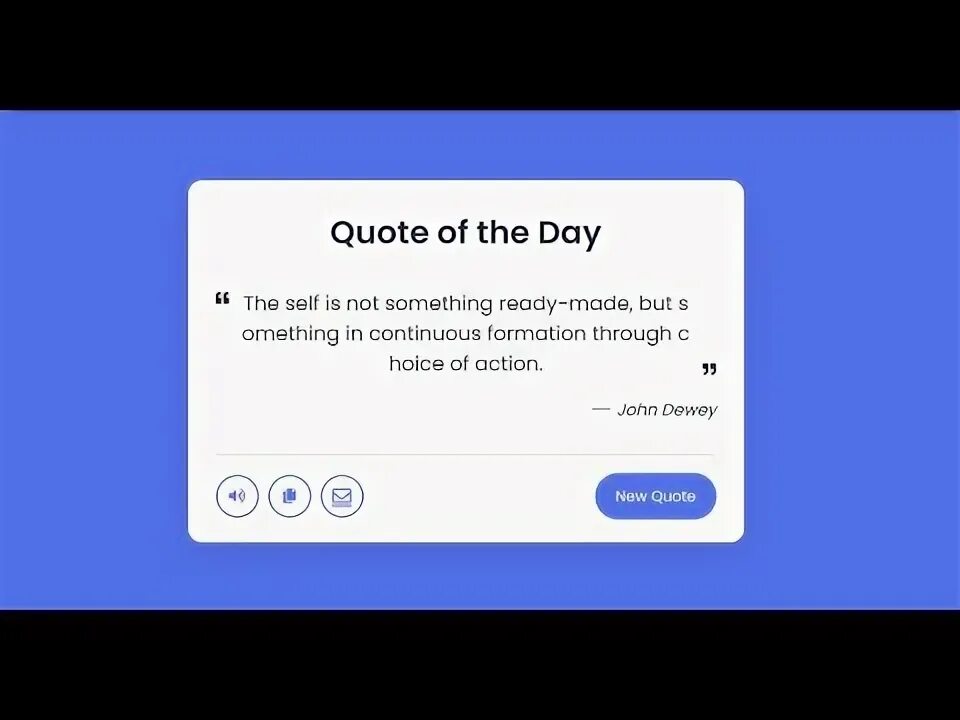 Quote of the Day
“ The self is not something ready-made, but s
omething in continuous formation through c
hoice of action. ”
— John Dewey
New Quote